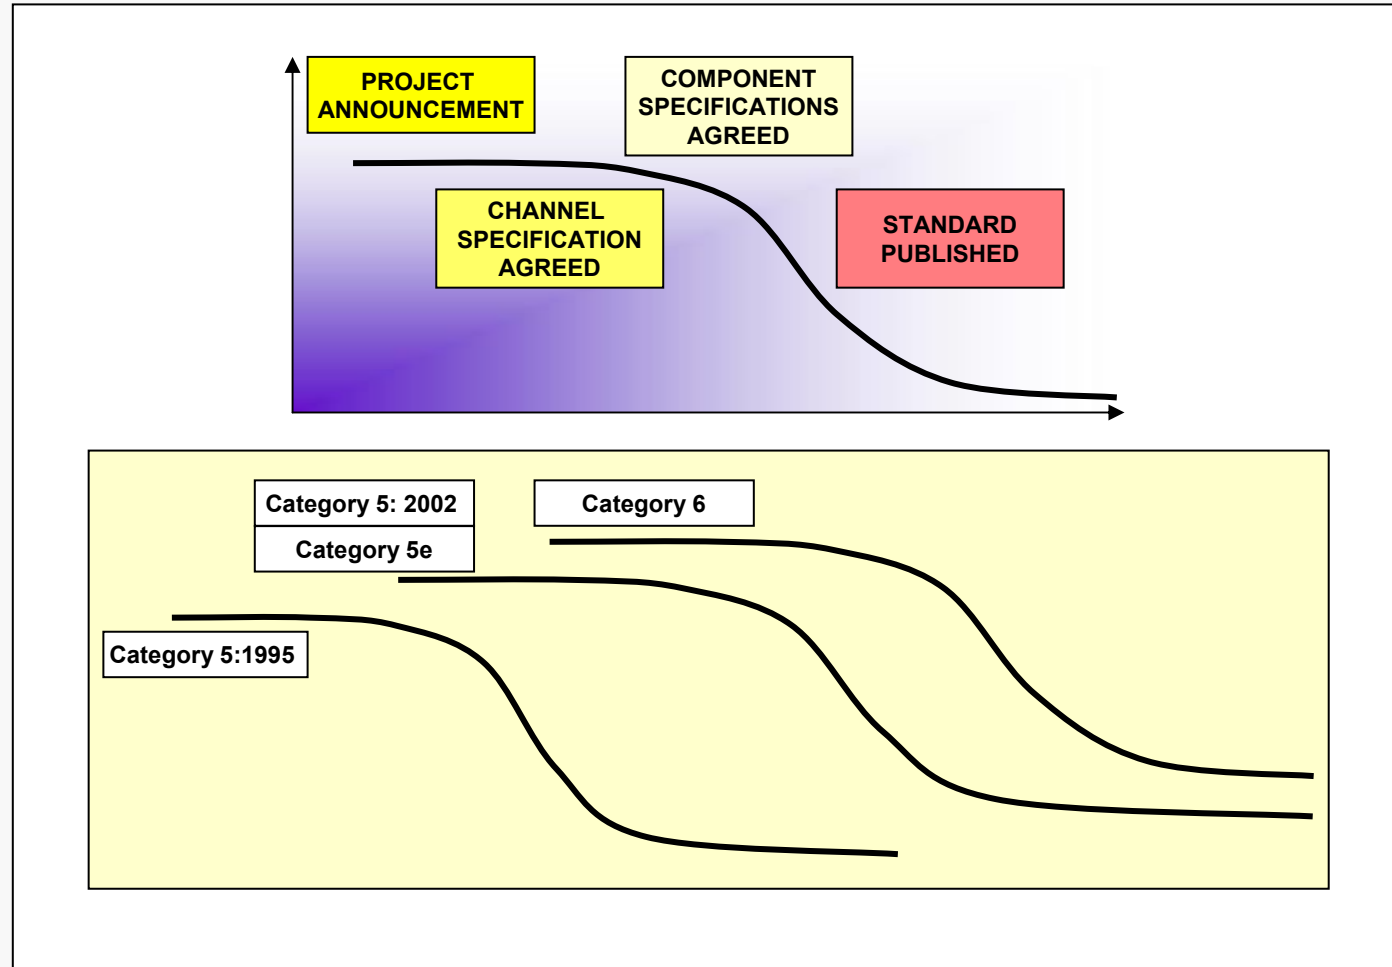 PROJECT
ANNOUNCEMENT
COMPONENT
SPECIFICATIONS
AGREED
CHANNEL
SPECIFICATION
AGREED
STANDARD
PUBLISHED
Category 5: 2002
Category 5e
Category 6
Category 5:1995